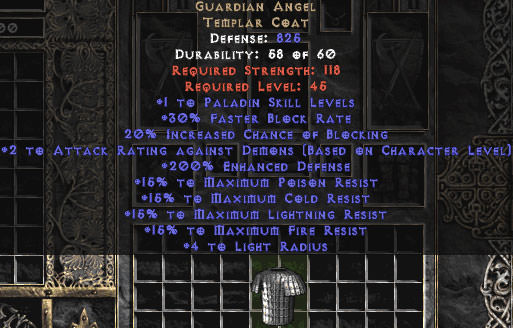 Guardian Angel
Templar Coat
Defense: 825
Durability: 58 of 60
Required Strength: 118
Required Level: 45
+1 to Paladin Skill Levels
+30% Faster Block Rate
20% Increased Chance of Blocking
+2 to Attack Rating against Demons (Based on Character Level)
+200% Enhanced Defense
+15% to Maximum Poison Resist
+15% to Maximum Cold Resist
+15% to Maximum Lightning Resist
+15% to Maximum Fire Resist
+4 to Light Radius